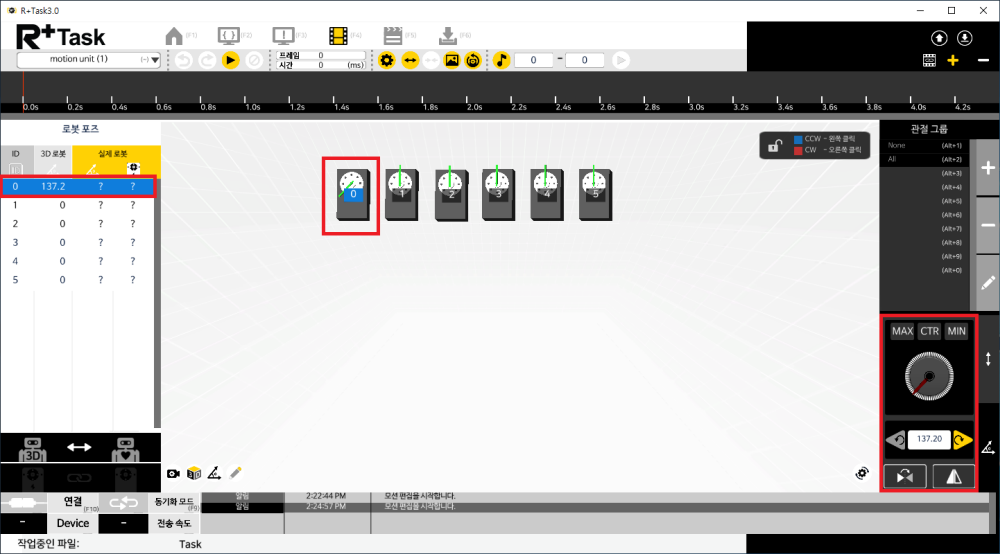 R+Task3.0
R+Task
(F1)
(F2)
(F3)
(F4)
(F5)
(F6)
motion unit (1)
(-)
프레임 0
시간 0 (ms)
0 - 0
0.0s 0.2s 0.4s 0.6s 0.8s 1.0s 1.2s 1.4s 1.6s 1.8s 2.0s 2.2s 2.4s 2.6s 2.8s 3.0s 3.2s 3.4s 3.6s 3.8s 4.0s 4.2s
로봇 포즈
ID 3D 로봇 실제 로봇
0 137.2 ? ?
1 0 ? ?
2 0 ? ?
3 0 ? ?
4 0 ? ?
5 0 ? ?
0 1 2 3 4 5
CCW - 왼쪽 클릭
CW - 오른쪽 클릭
관절 그룹
None (Alt+1)
All (Alt+2)
(Alt+3)
(Alt+4)
(Alt+5)
(Alt+6)
(Alt+7)
(Alt+8)
(Alt+9)
(Alt+0)
MAX CTR MIN
137.20
3D
3D
연결 (F10)
동기화 모드 (F9)
- Device - 전송 속도
알림 2:22:44 PM 모션 편집을 시작합니다.
알림 2:24:57 PM 모션 편집을 시작합니다.
작업중인 파일: Task